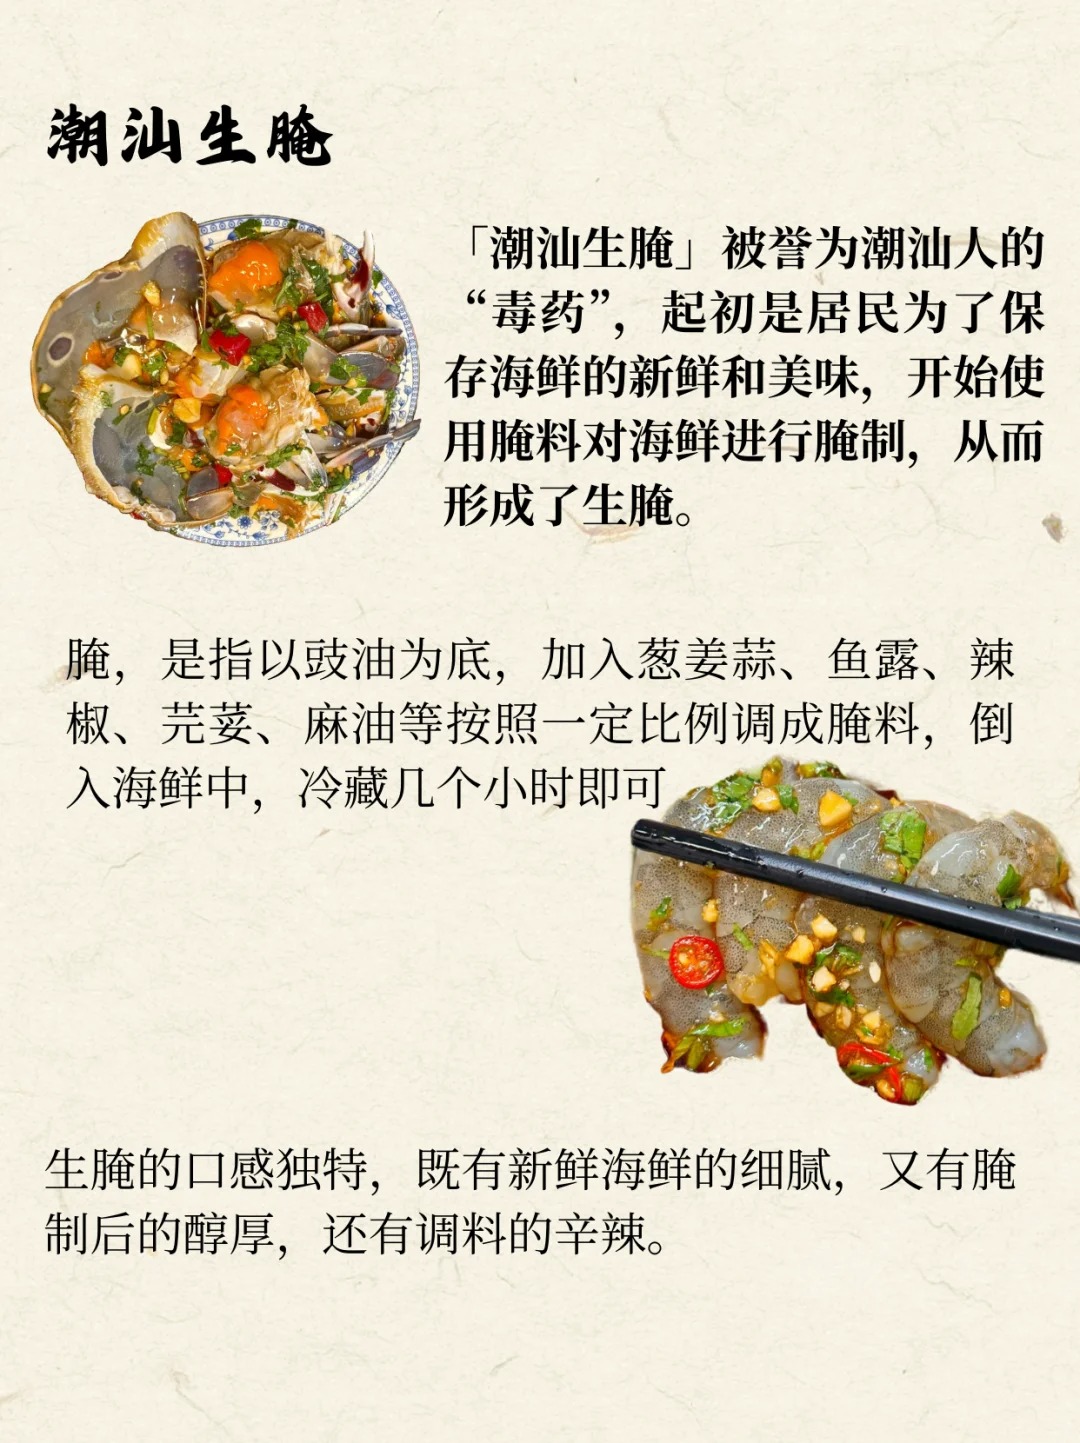 潮汕生腌
「潮汕生腌」被誉为潮汕人的
“毒药”，起初是居民为了保
存海鲜的新鲜和美味，开始使
用腌料对海鲜进行腌制，从而
形成了生腌。
腌，是指以豉油为底，加入葱姜蒜、鱼露、辣
椒、芫荽、麻油等按照一定比例调成腌料，倒
入海鲜中，冷藏几个小时即可
生腌的口感独特，既有新鲜海鲜的细腻，又有腌
制后的醇厚，还有调料的辛辣。